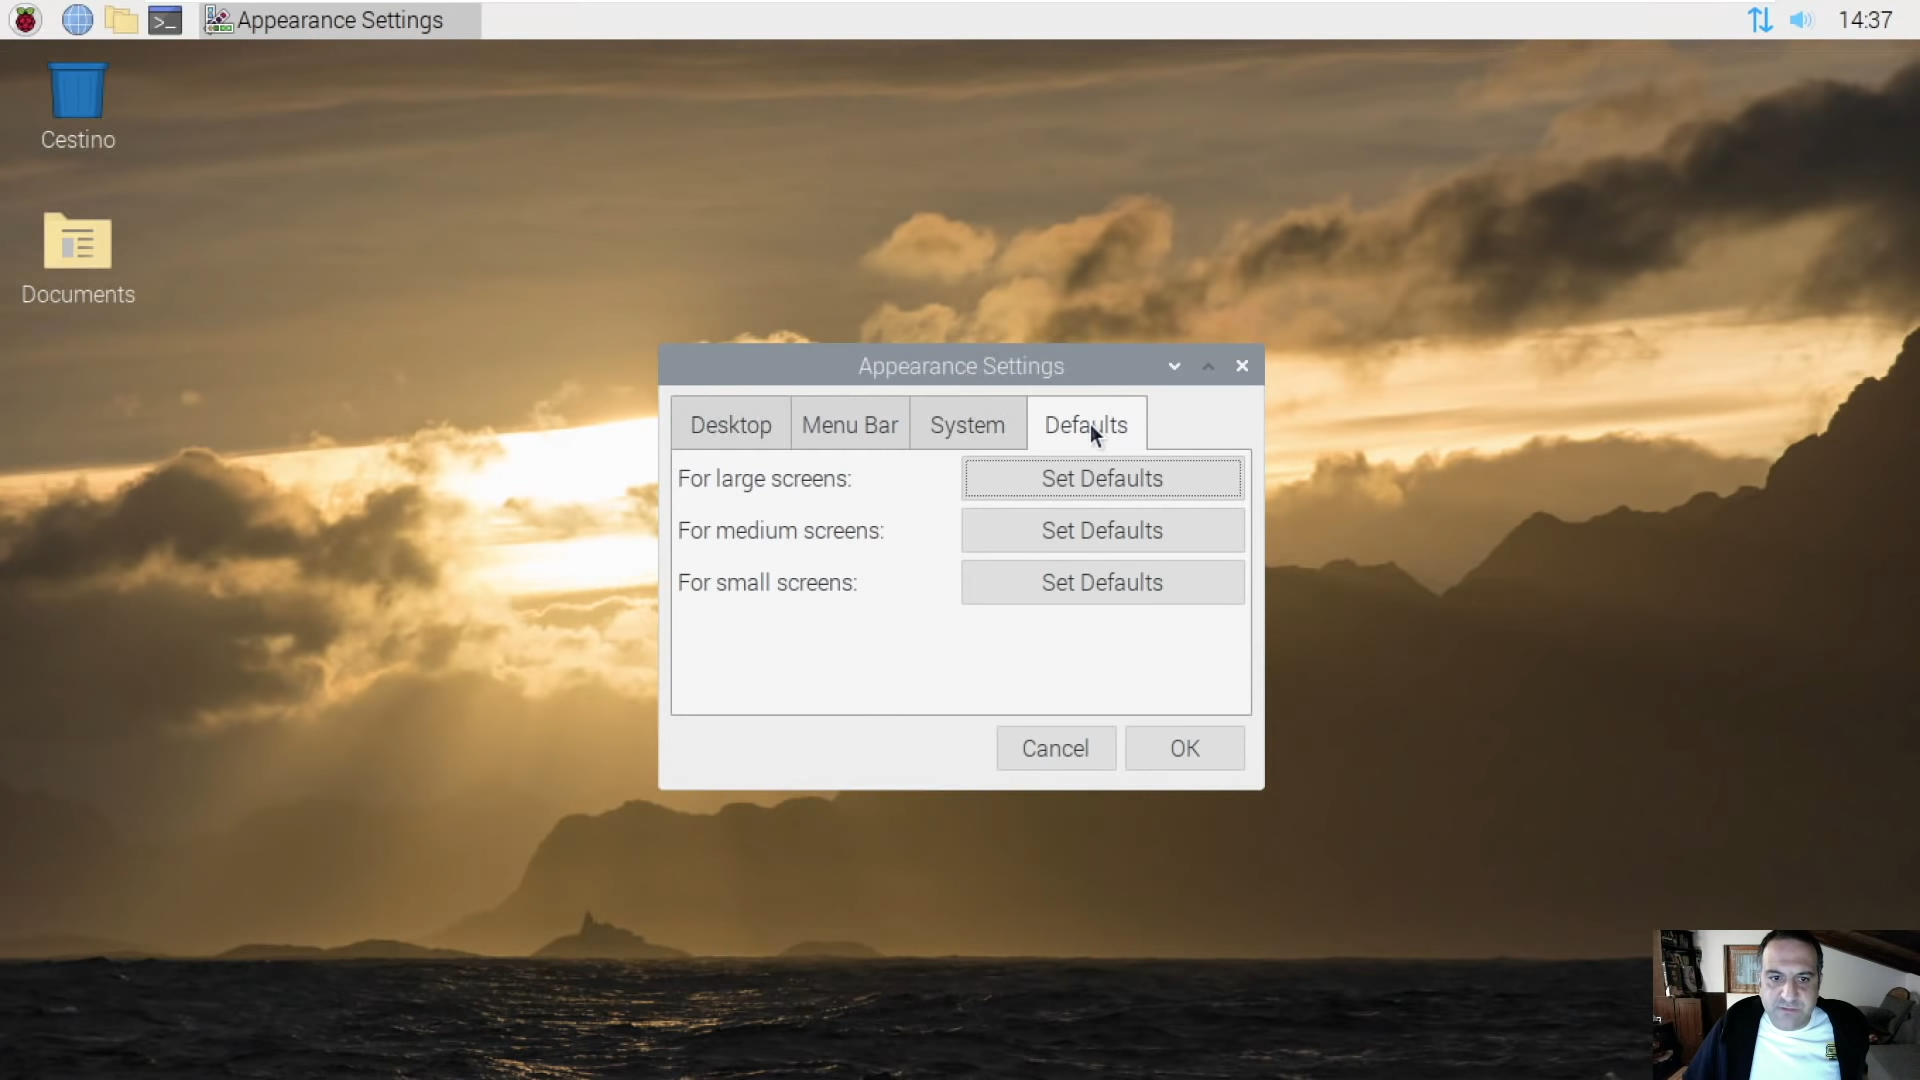 Appearance Settings
14:37
Cestino
Documents
Appearance Settings
Desktop
Menu Bar
System
Defaults
For large screens:
Set Defaults
For medium screens:
Set Defaults
For small screens:
Set Defaults
Cancel
OK